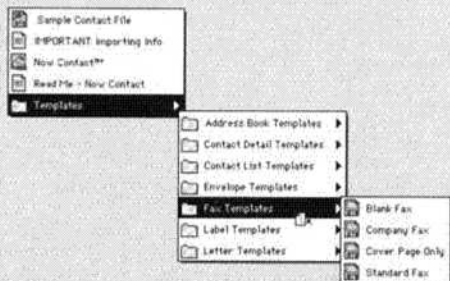 Sample Contact File
IMPORTANT: Importing Info
Now Contact™
Read Me - Now Contact
Templates
Address Book Templates
Contact Detail Templates
Contact List Templates
Envelope Templates
Fax Templates
Label Templates
Letter Templates
Blank Fax
Company Fax
Cover Page Only
Standard Fax